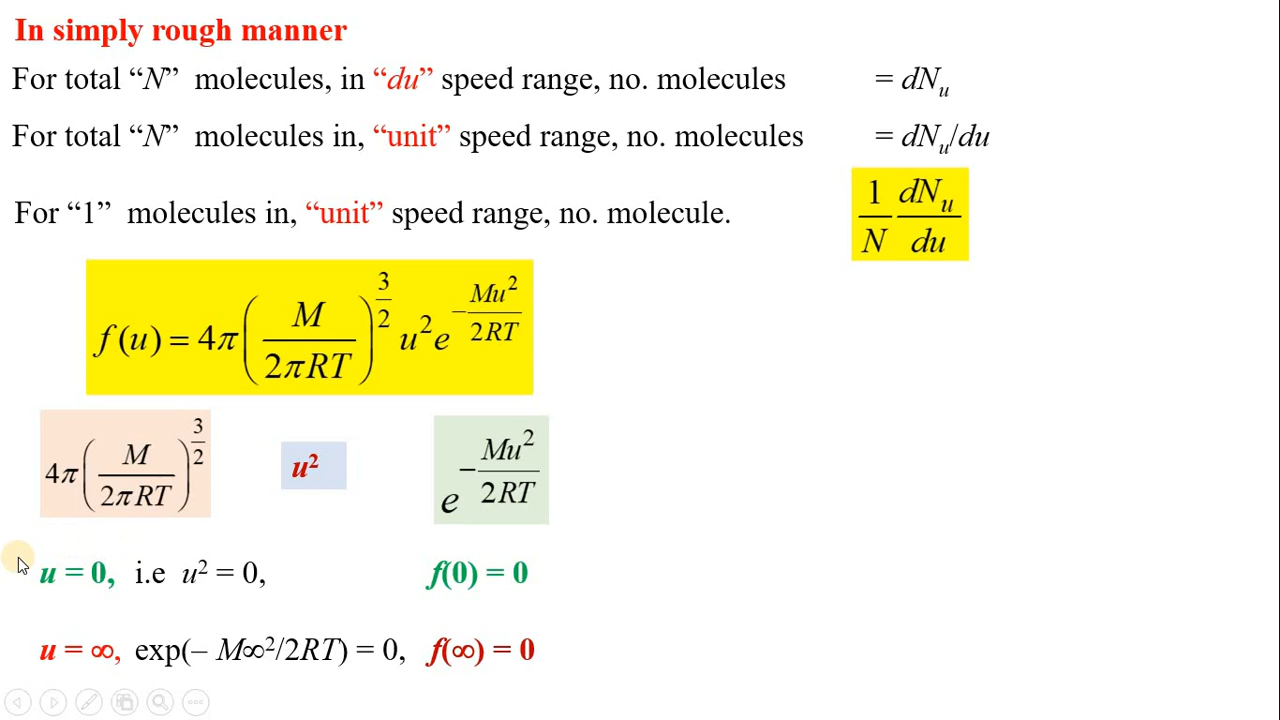 In simply rough manner
For total “N” molecules, in “du” speed range, no. molecules = dNᵤ
For total “N” molecules in, “unit” speed range, no. molecules = dNᵤ/du
For “1” molecules in, “unit” speed range, no. molecule. 1/N dNᵤ/du
f(u) = 4π(M/2πRT)^(3/2) u² e^(−Mu²/2RT)
4π(M/2πRT)^(3/2) u² e^(−Mu²/2RT)
u = 0, i.e u² = 0, f(0) = 0
u = ∞, exp(– M∞²/2RT) = 0, f(∞) = 0